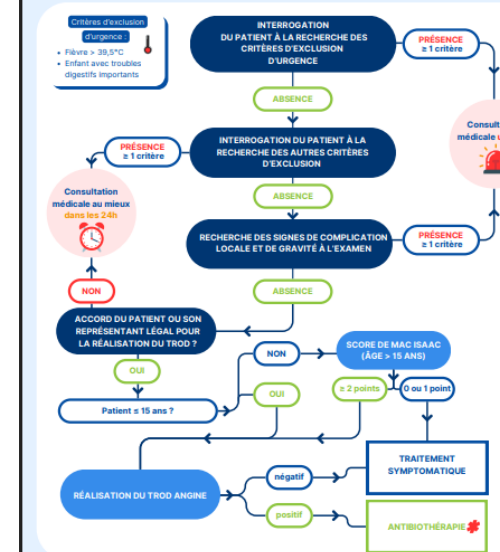 Critères d'exclusion
d'urgence :
• Fièvre > 39,5°C
• Enfant avec troubles
digestifs importants
INTERROGATION
DU PATIENT À LA RECHERCHE DES
CRITÈRES D'EXCLUSION
D'URGENCE
PRÉSENCE
≥ 1 critère
ABSENCE
Consult
médicale
INTERROGATION DU PATIENT À LA
RECHERCHE DES AUTRES CRITÈRES
D'EXCLUSION
PRÉSENCE
≥ 1 critère
ABSENCE
Consultation
médicale au mieux
dans les 24h
RECHERCHE DES SIGNES DE COMPLICATION
LOCALE ET DE GRAVITÉ À L'EXAMEN
PRÉSENCE
≥ 1 critère
NON
ABSENCE
ACCORD DU PATIENT OU SON
REPRÉSENTANT LÉGAL POUR
LA RÉALISATION DU TROD ?
OUI
Patient ≤ 15 ans ?
NON
OUI
SCORE DE MAC ISAAC
(ÂGE > 15 ANS)
≥ 2 points
0 ou 1 point
RÉALISATION DU TROD ANGINE
négatif
positif
TRAITEMENT
SYMPTOMATIQUE
ANTIBIOTHÉRAPIE